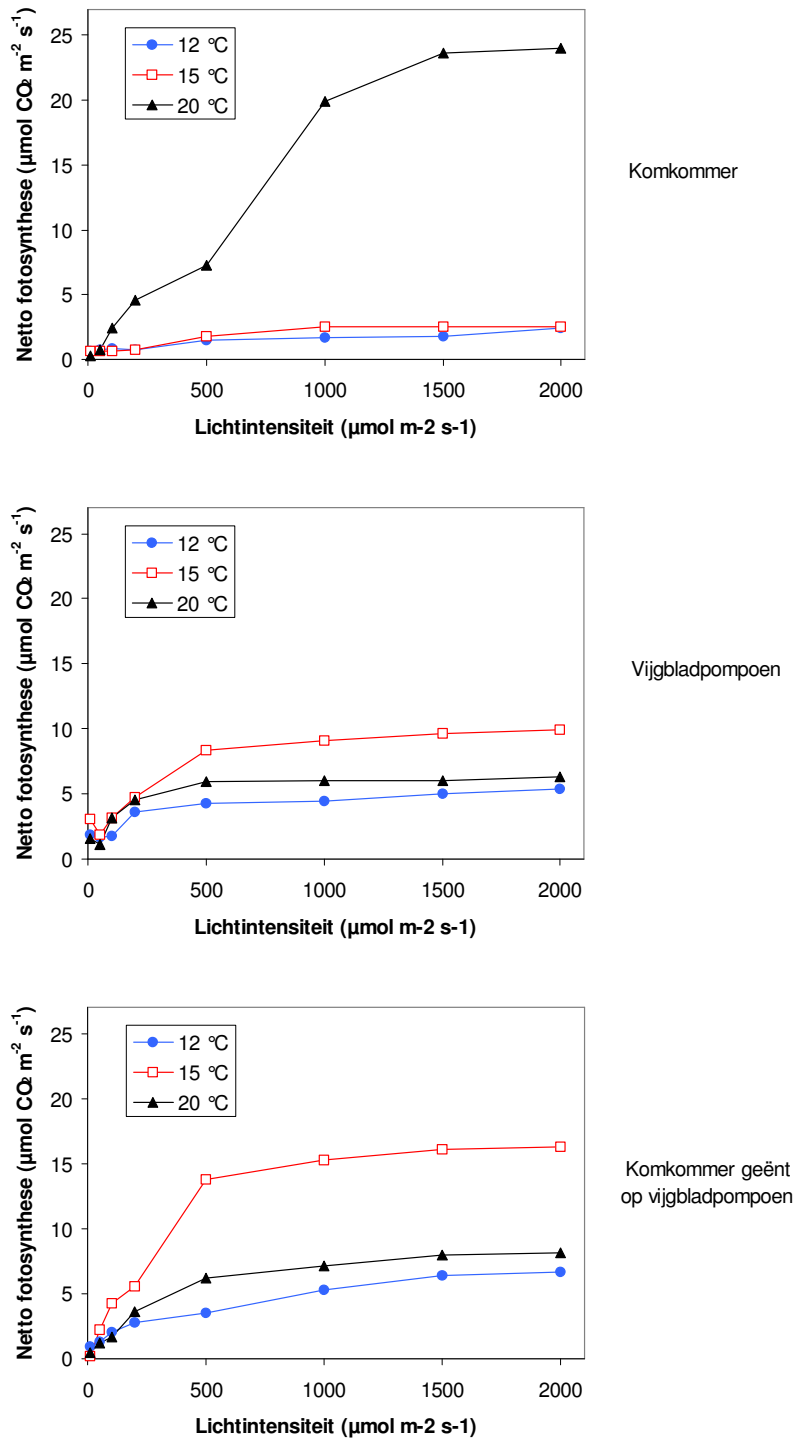 25
20
15
10
5
0
Netto fotosynthese (µmol CO₂ m⁻² s⁻¹)
12 °C
15 °C
20 °C
0 500 1000 1500 2000
Lichtintensiteit (µmol m-2 s-1)
Komkommer
25
20
15
10
5
0
Netto fotosynthese (µmol CO₂ m⁻² s⁻¹)
12 °C
15 °C
20 °C
0 500 1000 1500 2000
Lichtintensiteit (µmol m-2 s-1)
Vijgbladpompoen
25
20
15
10
5
0
Netto fotosynthese (µmol CO₂ m⁻² s⁻¹)
12 °C
15 °C
20 °C
0 500 1000 1500 2000
Lichtintensiteit (µmol m-2 s-1)
Komkommer geënt
op vijgbladpompoen